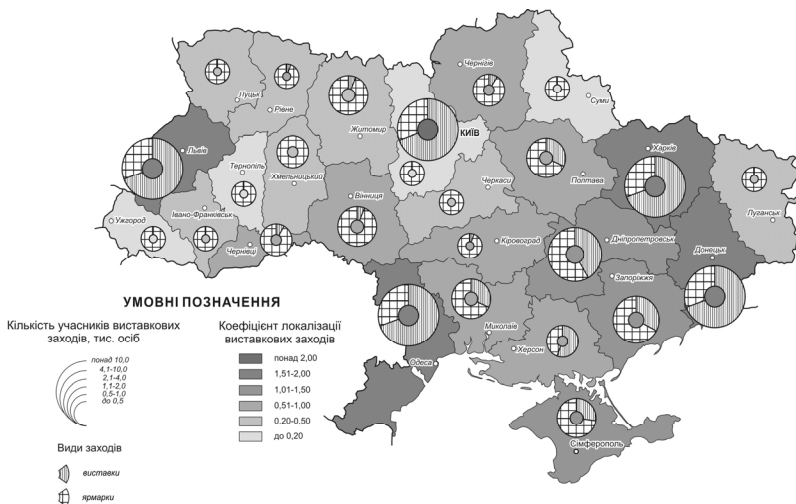 Чернігів
Луцьк
Рівне
Суми
Житомир
КИЇВ
Львів
Харків
Тернопіль
Хмельницький
Черкаси
Полтава
Вінниця
Луганськ
Ужгород
Івано-Франківськ
Чернівці
Кіровоград
Дніпропетровськ
Донецьк
Запоріжжя
Миколаїв
Херсон
Одеса
Сімферополь
УМОВНІ ПОЗНАЧЕННЯ
Кількість учасників виставкових
заходів, тис. осіб
понад 10,0
4,1-10,0
2,1-4,0
1,1-2,0
0,5-1,0
до 0,5
Види заходів
виставки
ярмарки
Коефіцієнт локалізації
виставкових заходів
понад 2,00
1,51-2,00
1,01-1,50
0,51-1,00
0.20-0.50
до 0,20